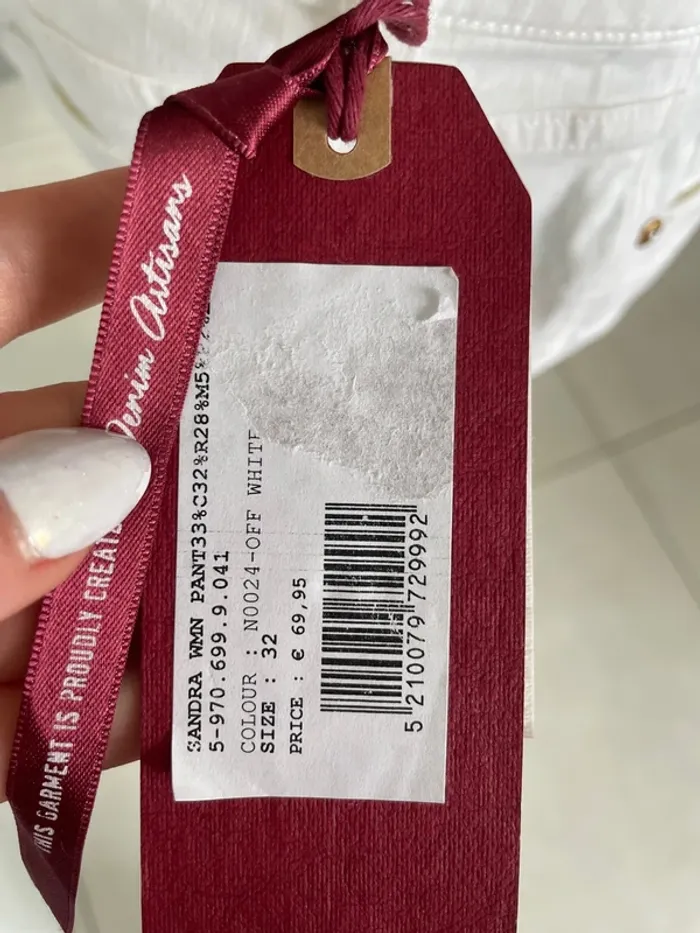 THIS GARMENT IS PROUDLY CREATE
Denim Artisans
SANDRA WMN PANT33%C32%R28%M5%
5-970.699.9.041
COLOUR : N0024-OFF WHITE
SIZE : 32
PRICE : € 69,95
5 210079 729992